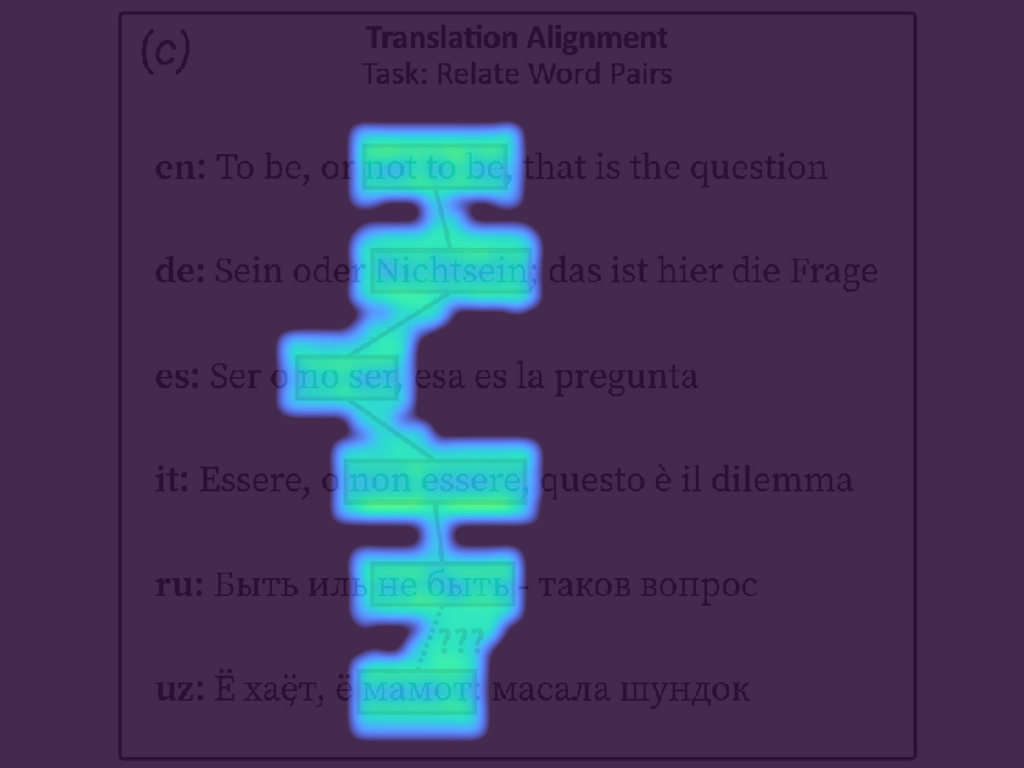 (c)
Translation Alignment
Task: Relate Word Pairs
en: To be, or not to be, that is the question
de: Sein oder Nichtsein; das ist hier die Frage
es: Ser o no ser, esa es la pregunta
it: Essere, o non essere, questo è il dilemma
ru: Быть иль не быть - таков вопрос
???
uz: Ё ҳаёт, ё мамот: масала шундок